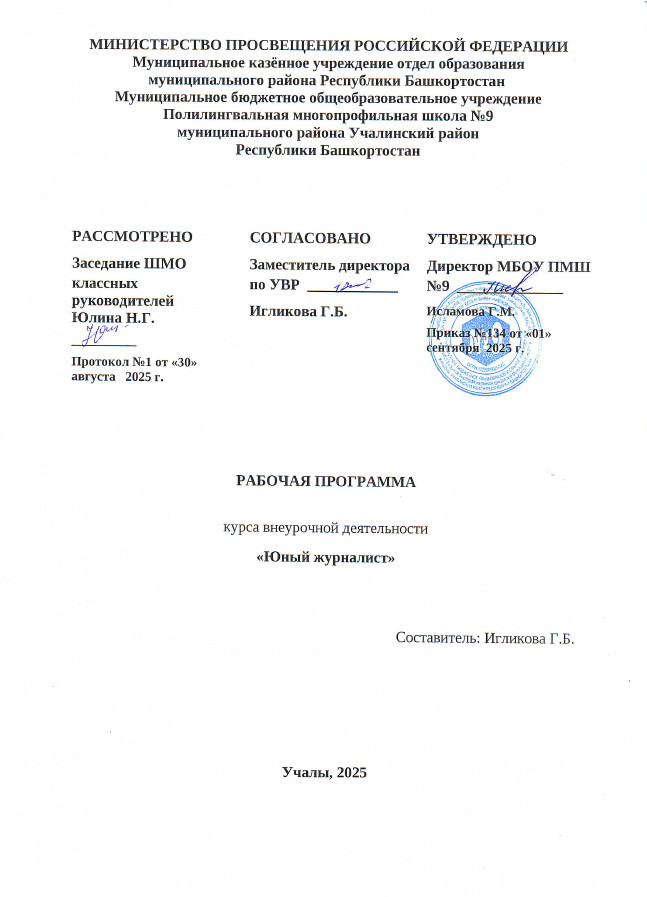 МИНИСТЕРСТВО ПРОСВЕЩЕНИЯ РОССИЙСКОЙ ФЕДЕРАЦИИ
Муниципальное казённое учреждение отдел образования
муниципального района Республики Башкортостан
Муниципальное бюджетное общеобразовательное учреждение
Полилингвальная многопрофильная школа №9
муниципального района Учалинский район
Республики Башкортостан
РАССМОТРЕНО
Заседание ШМО
классных
руководителей
Юлина Н.Г.
Протокол №1 от «30»
августа 2025 г.
СОГЛАСОВАНО
Заместитель директора
по УВР
Игликова Г.Б.
УТВЕРЖДЕНО
Директор МБОУ ПМШ
№9
Исламова Г.М.
Приказ №134 от «01»
сентября 2025 г.
РАБОЧАЯ ПРОГРАММА
курса внеурочной деятельности
«Юный журналист»
Составитель: Игликова Г.Б.
Учалы, 2025